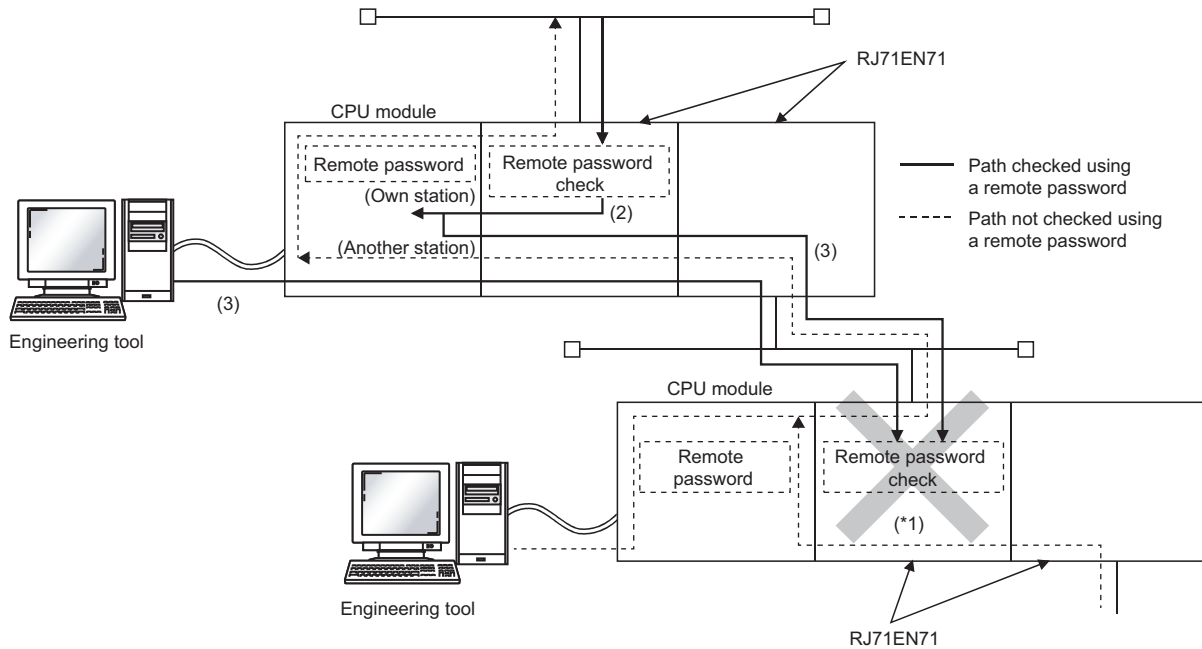 RJ71EN71
CPU module
Remote password
Remote password
check
(Own station)
(2)
(Another station)
(3)
(3)
Engineering tool
Path checked using
a remote password
Path not checked using
a remote password
CPU module
Remote
password
Remote password
check
(*1)
Engineering tool
RJ71EN71